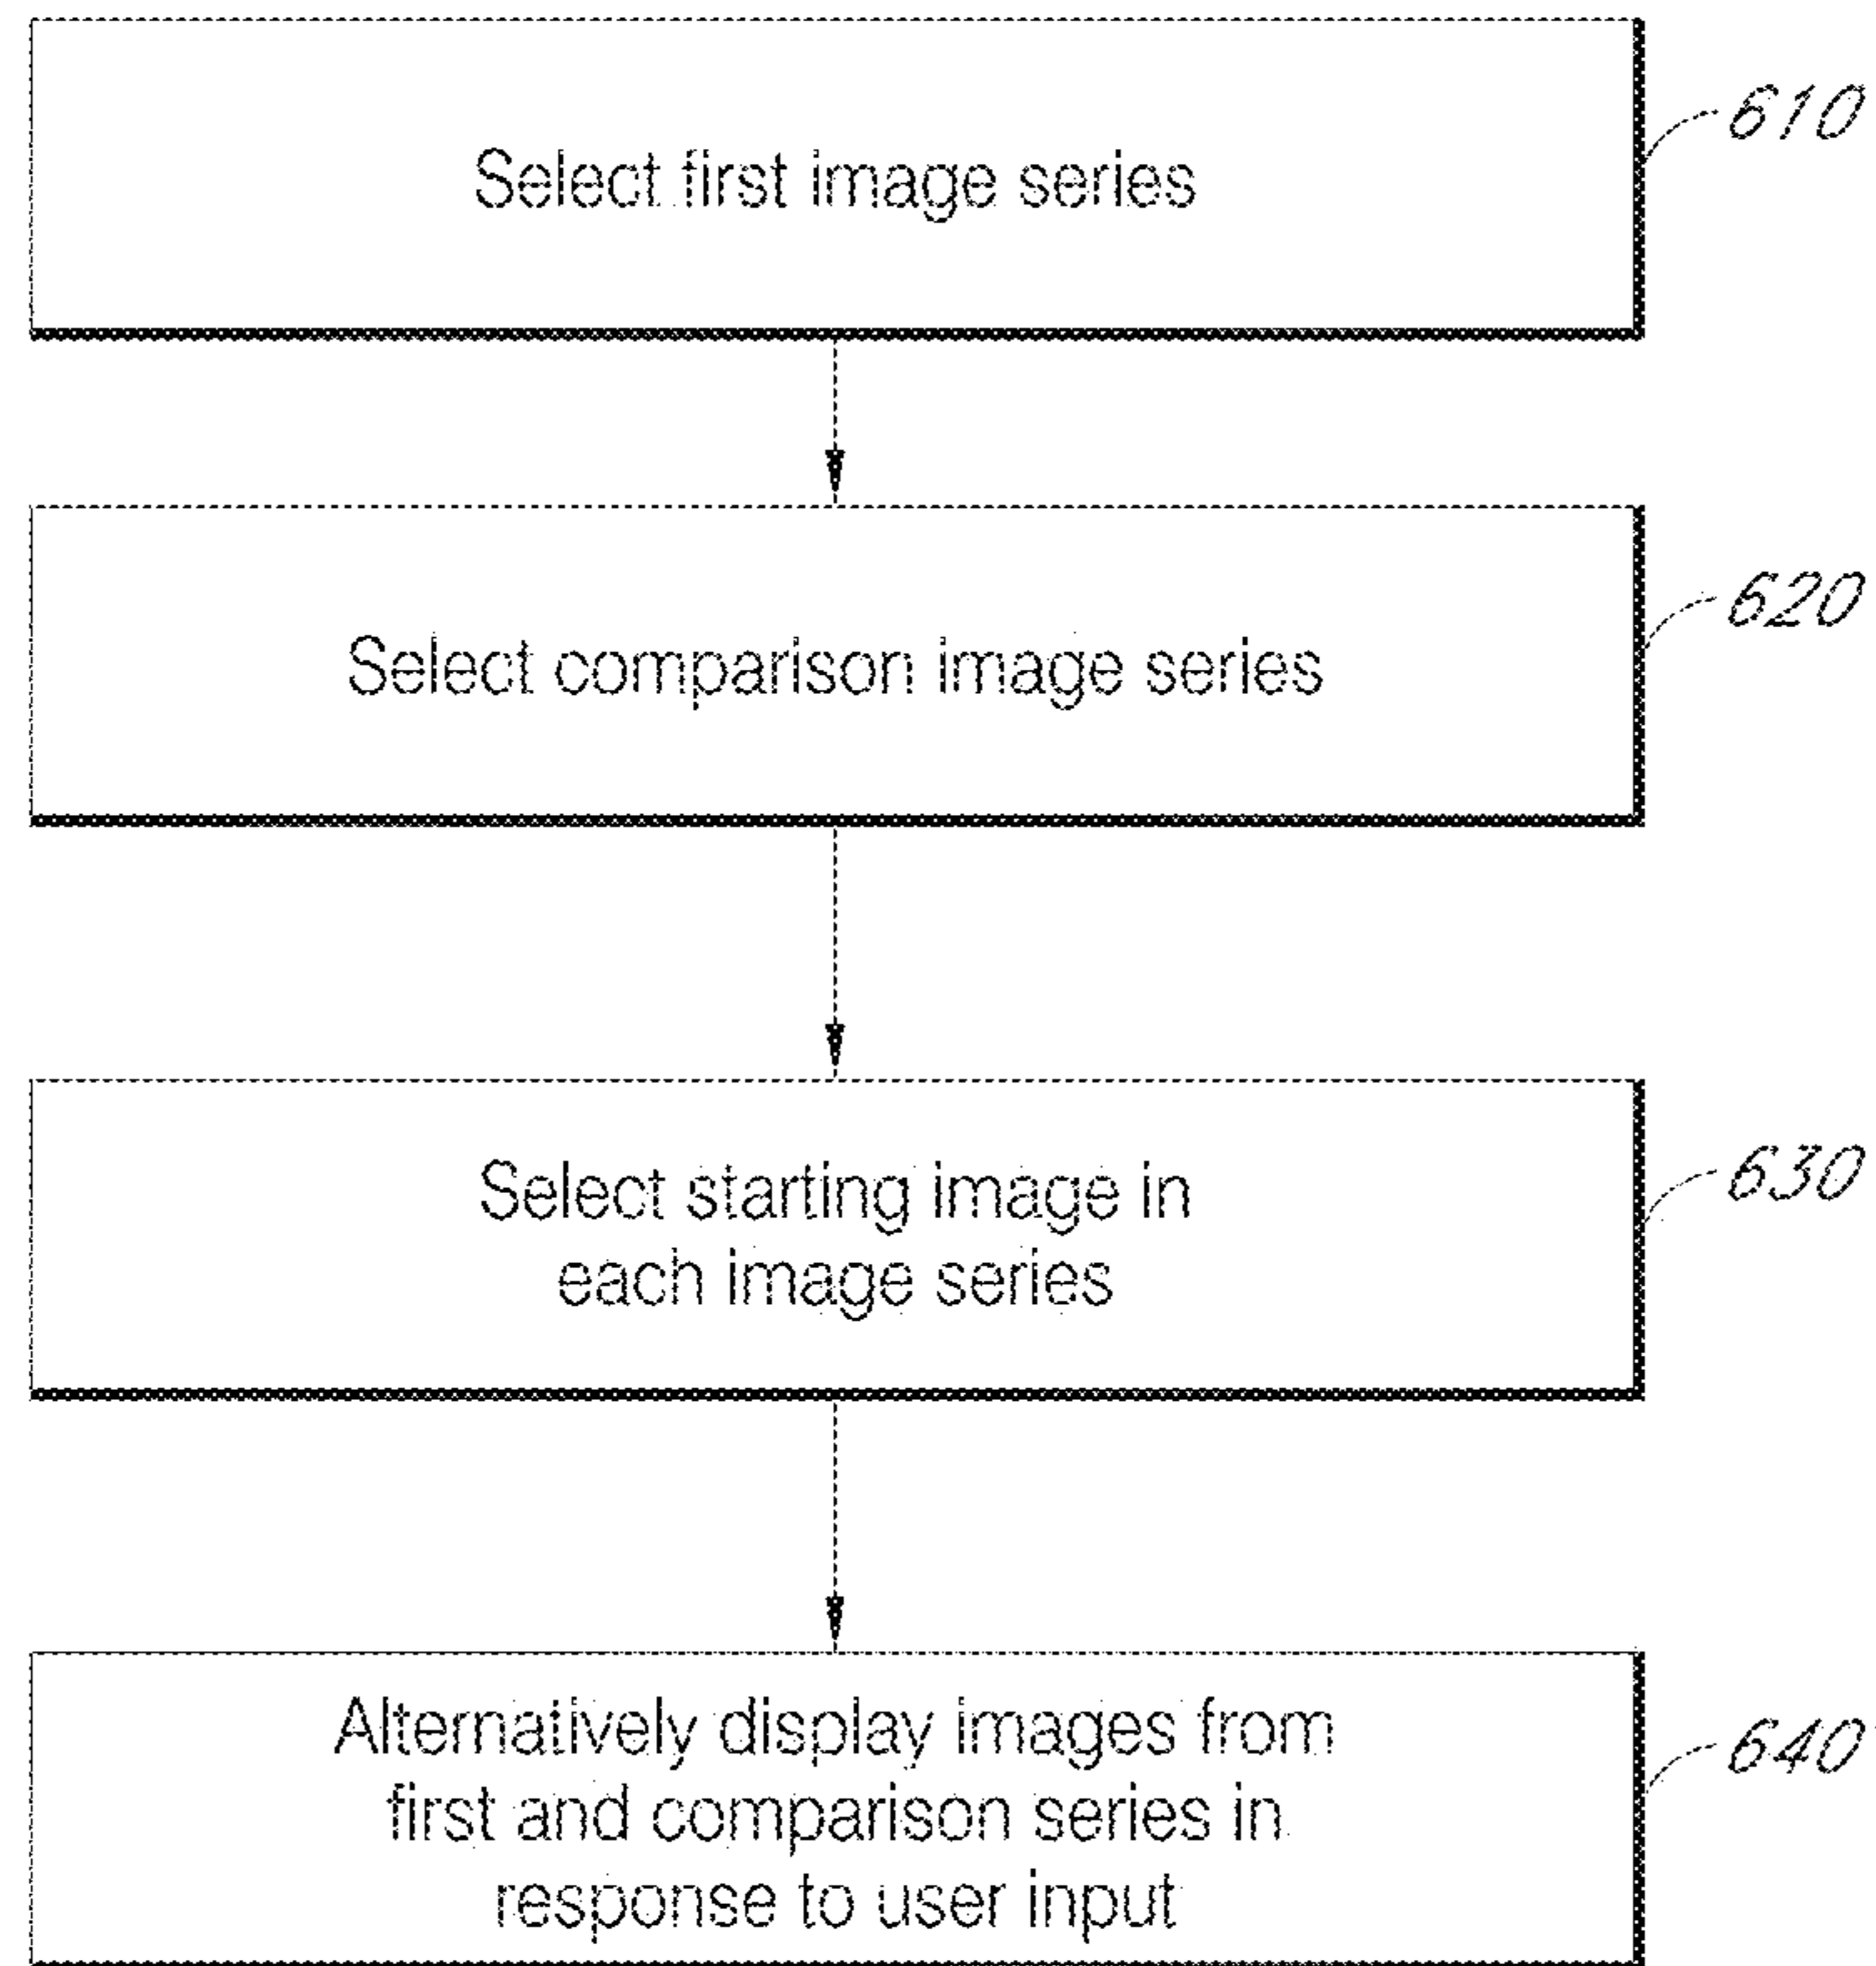 Select first image series
610
Select comparison image series
620
Select starting image in
each image series
630
Alternatively display images from
first and comparison series in
response to user input
640